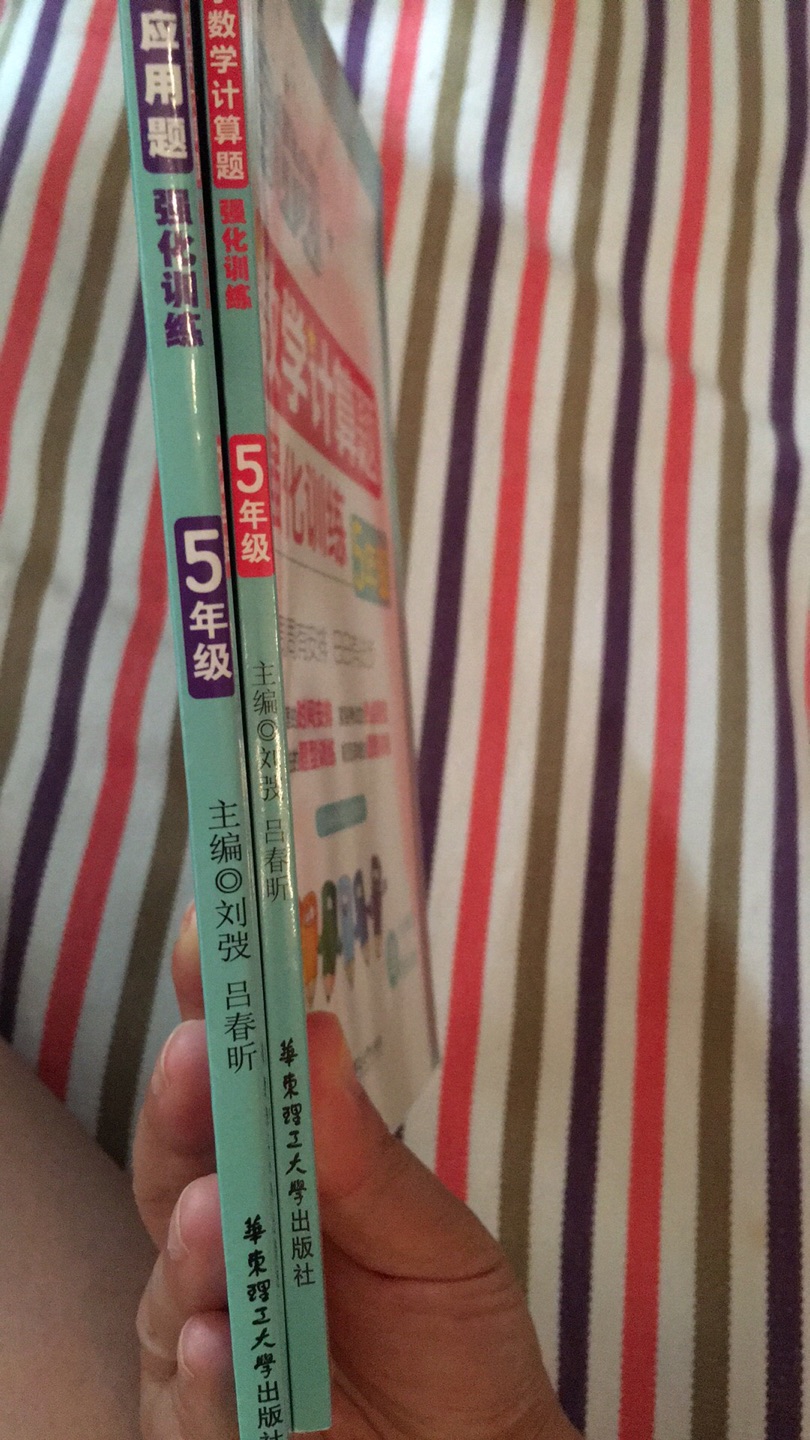 应用题
强化训练
5年级
主编◎刘弢 吕春昕
華東理工大學出版社
数学计算题
强化训练
5年级
主编◎刘弢 吕春昕
華東理工大學出版社
数学计算题
化训练
5年级